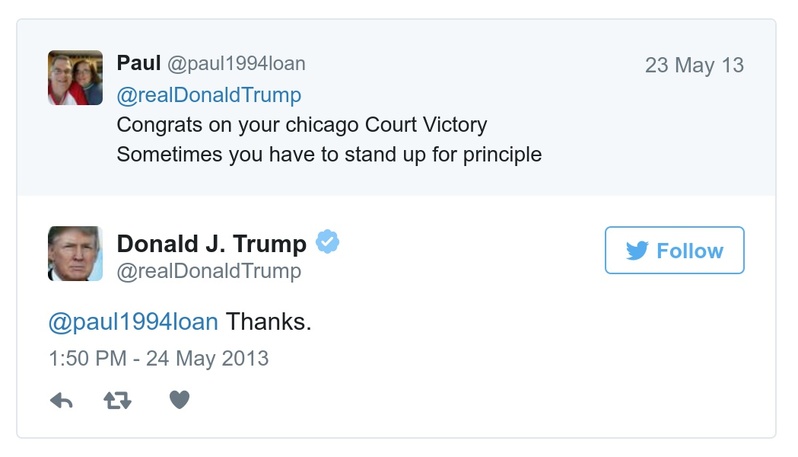 Paul @paul1994loan 23 May 13
@realDonaldTrump
Congrats on your chicago Court Victory
Sometimes you have to stand up for principle
Donald J. Trump
@realDonaldTrump
Follow
@paul1994loan Thanks.
1:50 PM - 24 May 2013